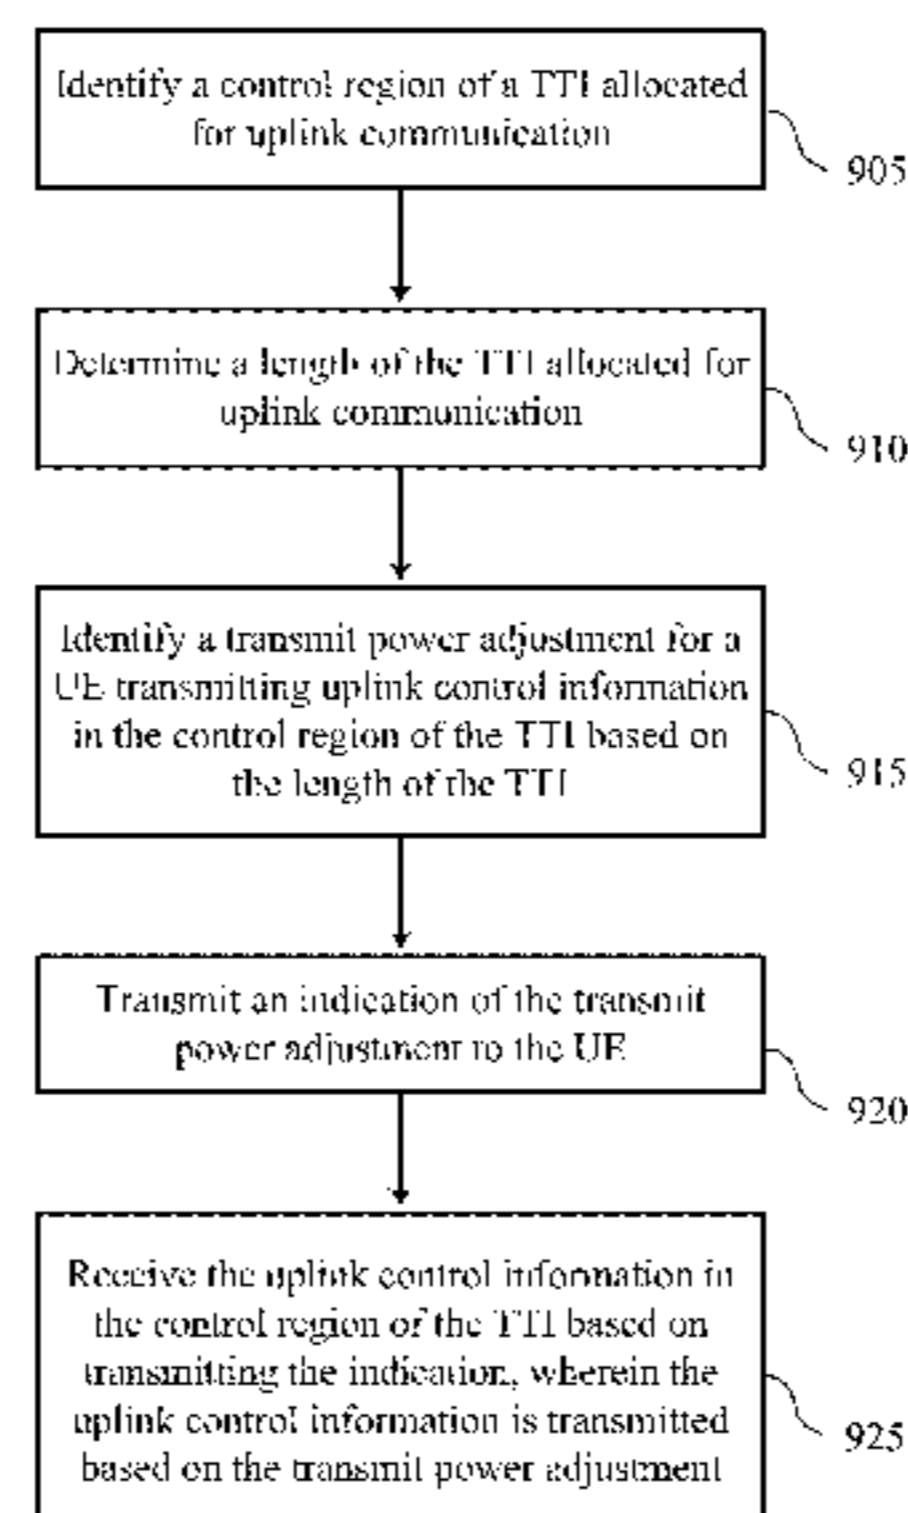 Identify a control region of a TTI allocated
for uplink communication
905
Determine a length of the TTI allocated for
uplink communication
910
Identify a transmit power adjustment for a
UE transmitting uplink control information
in the control region of the TTI based on
the length of the TTI
915
Transmit an indication of the transmit
power adjustment to the UE
920
Receive the uplink control information in
the control region of the TTI based on
transmitting the indication, wherein the
uplink control information is transmitted
based on the transmit power adjustment
925